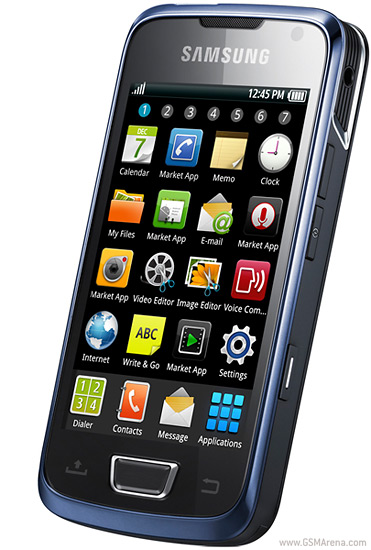 SAMSUNG
12:45 PM
1 2 3 4 5 6 7
DEC
7
Calendar Market App Memo Clock
My Files Market App E-mail Market App
Market App Video Editor Image Editor Voice Com...
ABC
Internet Write & Go Market App Settings
1 2
3 4
Dialer Contacts Message Applications
www.GSMArena.com